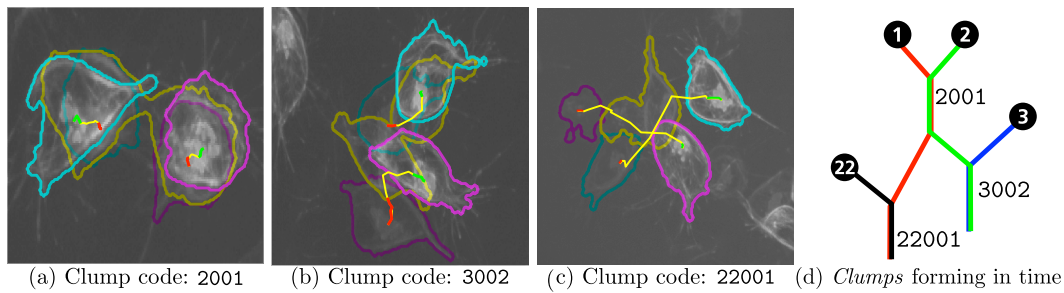 1
2
2001
3
22
3002
22001
(a) Clump code: 2001
(b) Clump code: 3002
(c) Clump code: 22001
(d) Clumps forming in time